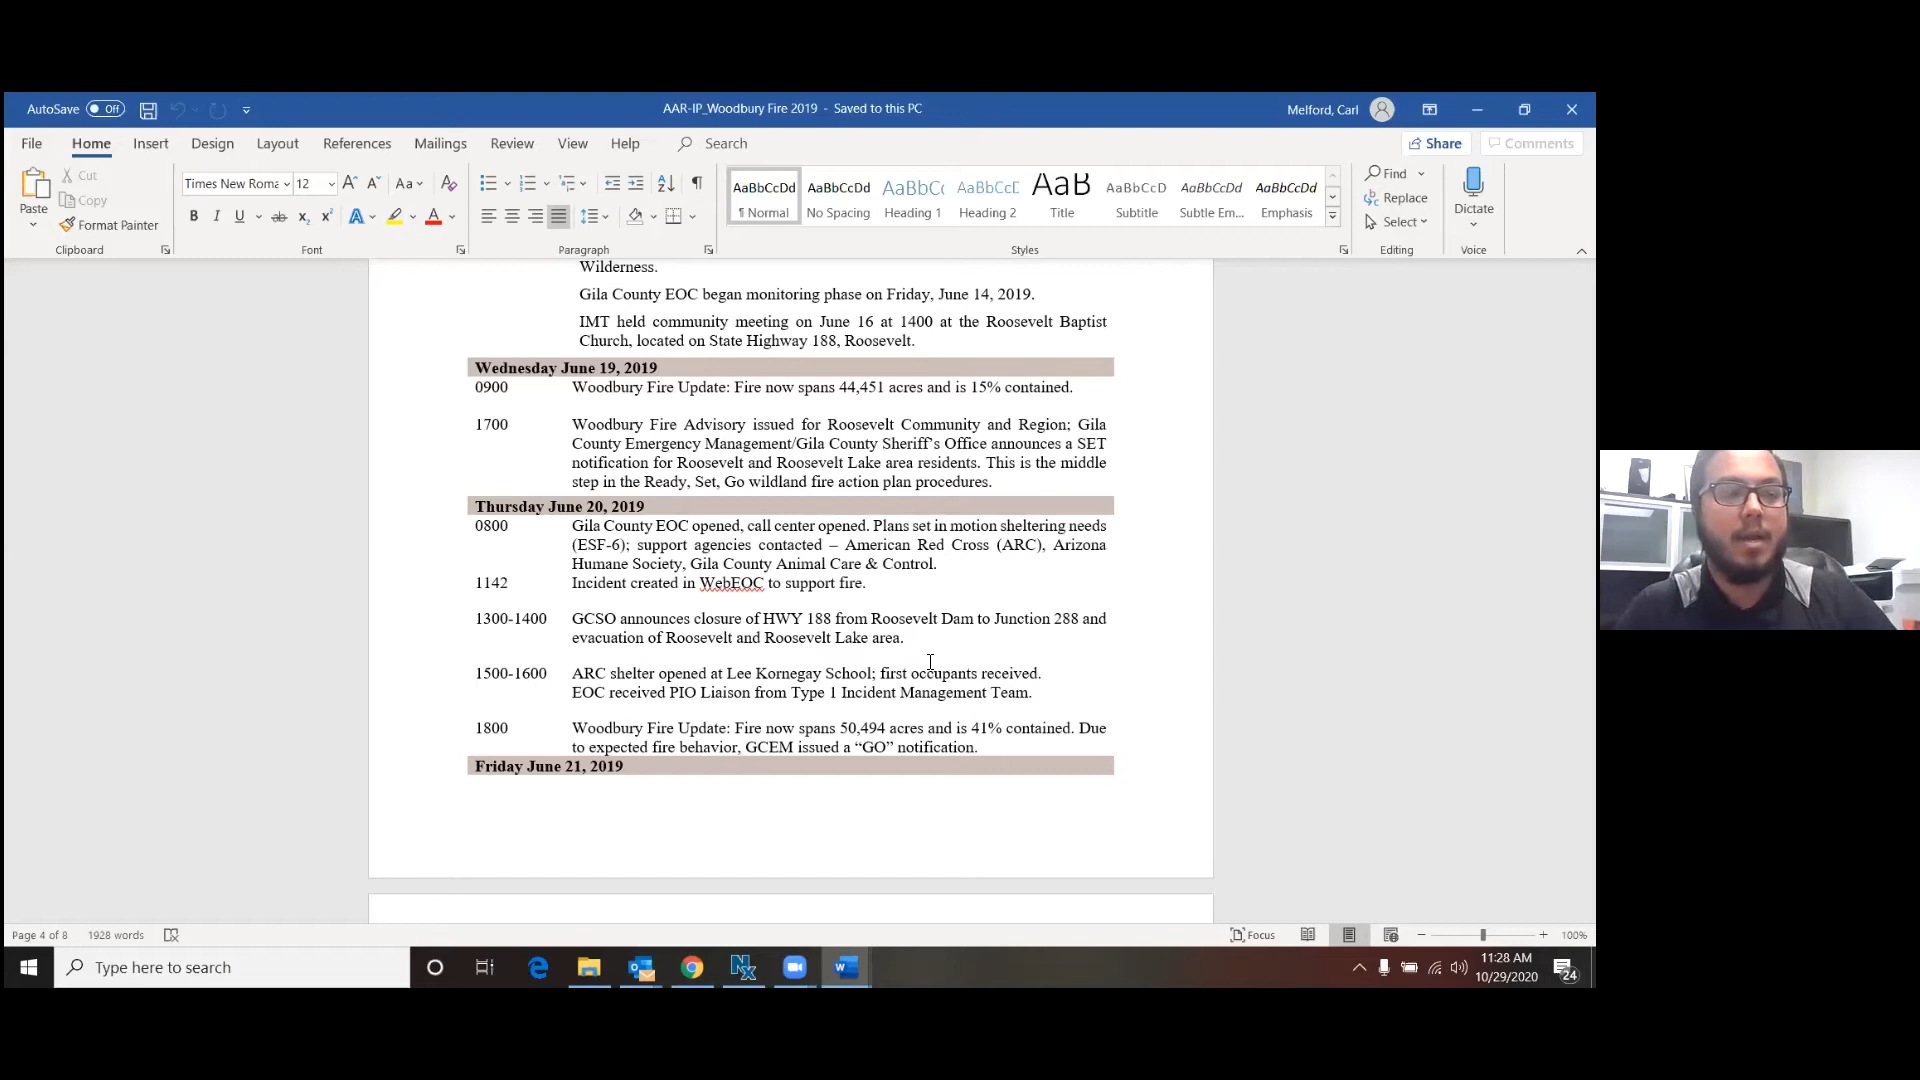 AutoSave Off
AAR-IP_Woodbury Fire 2019 - Saved to this PC
Melford, Carl
File Home Insert Design Layout References Mailings Review View Help Search Share Comments
Paste
Cut
Copy
Format Painter
Clipboard
Times New Roma 12
Aa
B I U ab x₂ x² A A
Font
Paragraph
AaBbCcDd AaBbCcDd AaBbCc AaBbCcE AaB AaBbCcD AaBbCcDd AaBbCcDd
¶ Normal No Spacing Heading 1 Heading 2 Title Subtitle Subtle Em... Emphasis
Styles
Find
Replace
Select
Editing
Dictate
Voice
Wilderness.
Gila County EOC began monitoring phase on Friday, June 14, 2019.
IMT held community meeting on June 16 at 1400 at the Roosevelt Baptist
Church, located on State Highway 188, Roosevelt.
Wednesday June 19, 2019
0900 Woodbury Fire Update: Fire now spans 44,451 acres and is 15% contained.
1700 Woodbury Fire Advisory issued for Roosevelt Community and Region; Gila
County Emergency Management/Gila County Sheriff's Office announces a SET
notification for Roosevelt and Roosevelt Lake area residents. This is the middle
step in the Ready, Set, Go wildland fire action plan procedures.
Thursday June 20, 2019
0800 Gila County EOC opened, call center opened. Plans set in motion sheltering needs
(ESF-6); support agencies contacted – American Red Cross (ARC), Arizona
Humane Society, Gila County Animal Care & Control.
1142 Incident created in WebEOC to support fire.
1300-1400 GCSO announces closure of HWY 188 from Roosevelt Dam to Junction 288 and
evacuation of Roosevelt and Roosevelt Lake area.
1500-1600 ARC shelter opened at Lee Kornegay School; first occupants received.
EOC received PIO Liaison from Type 1 Incident Management Team.
1800 Woodbury Fire Update: Fire now spans 50,494 acres and is 41% contained. Due
to expected fire behavior, GCEM issued a “GO” notification.
Friday June 21, 2019
Page 4 of 8 1928 words Focus 100%
Type here to search
11:28 AM
10/29/2020
24